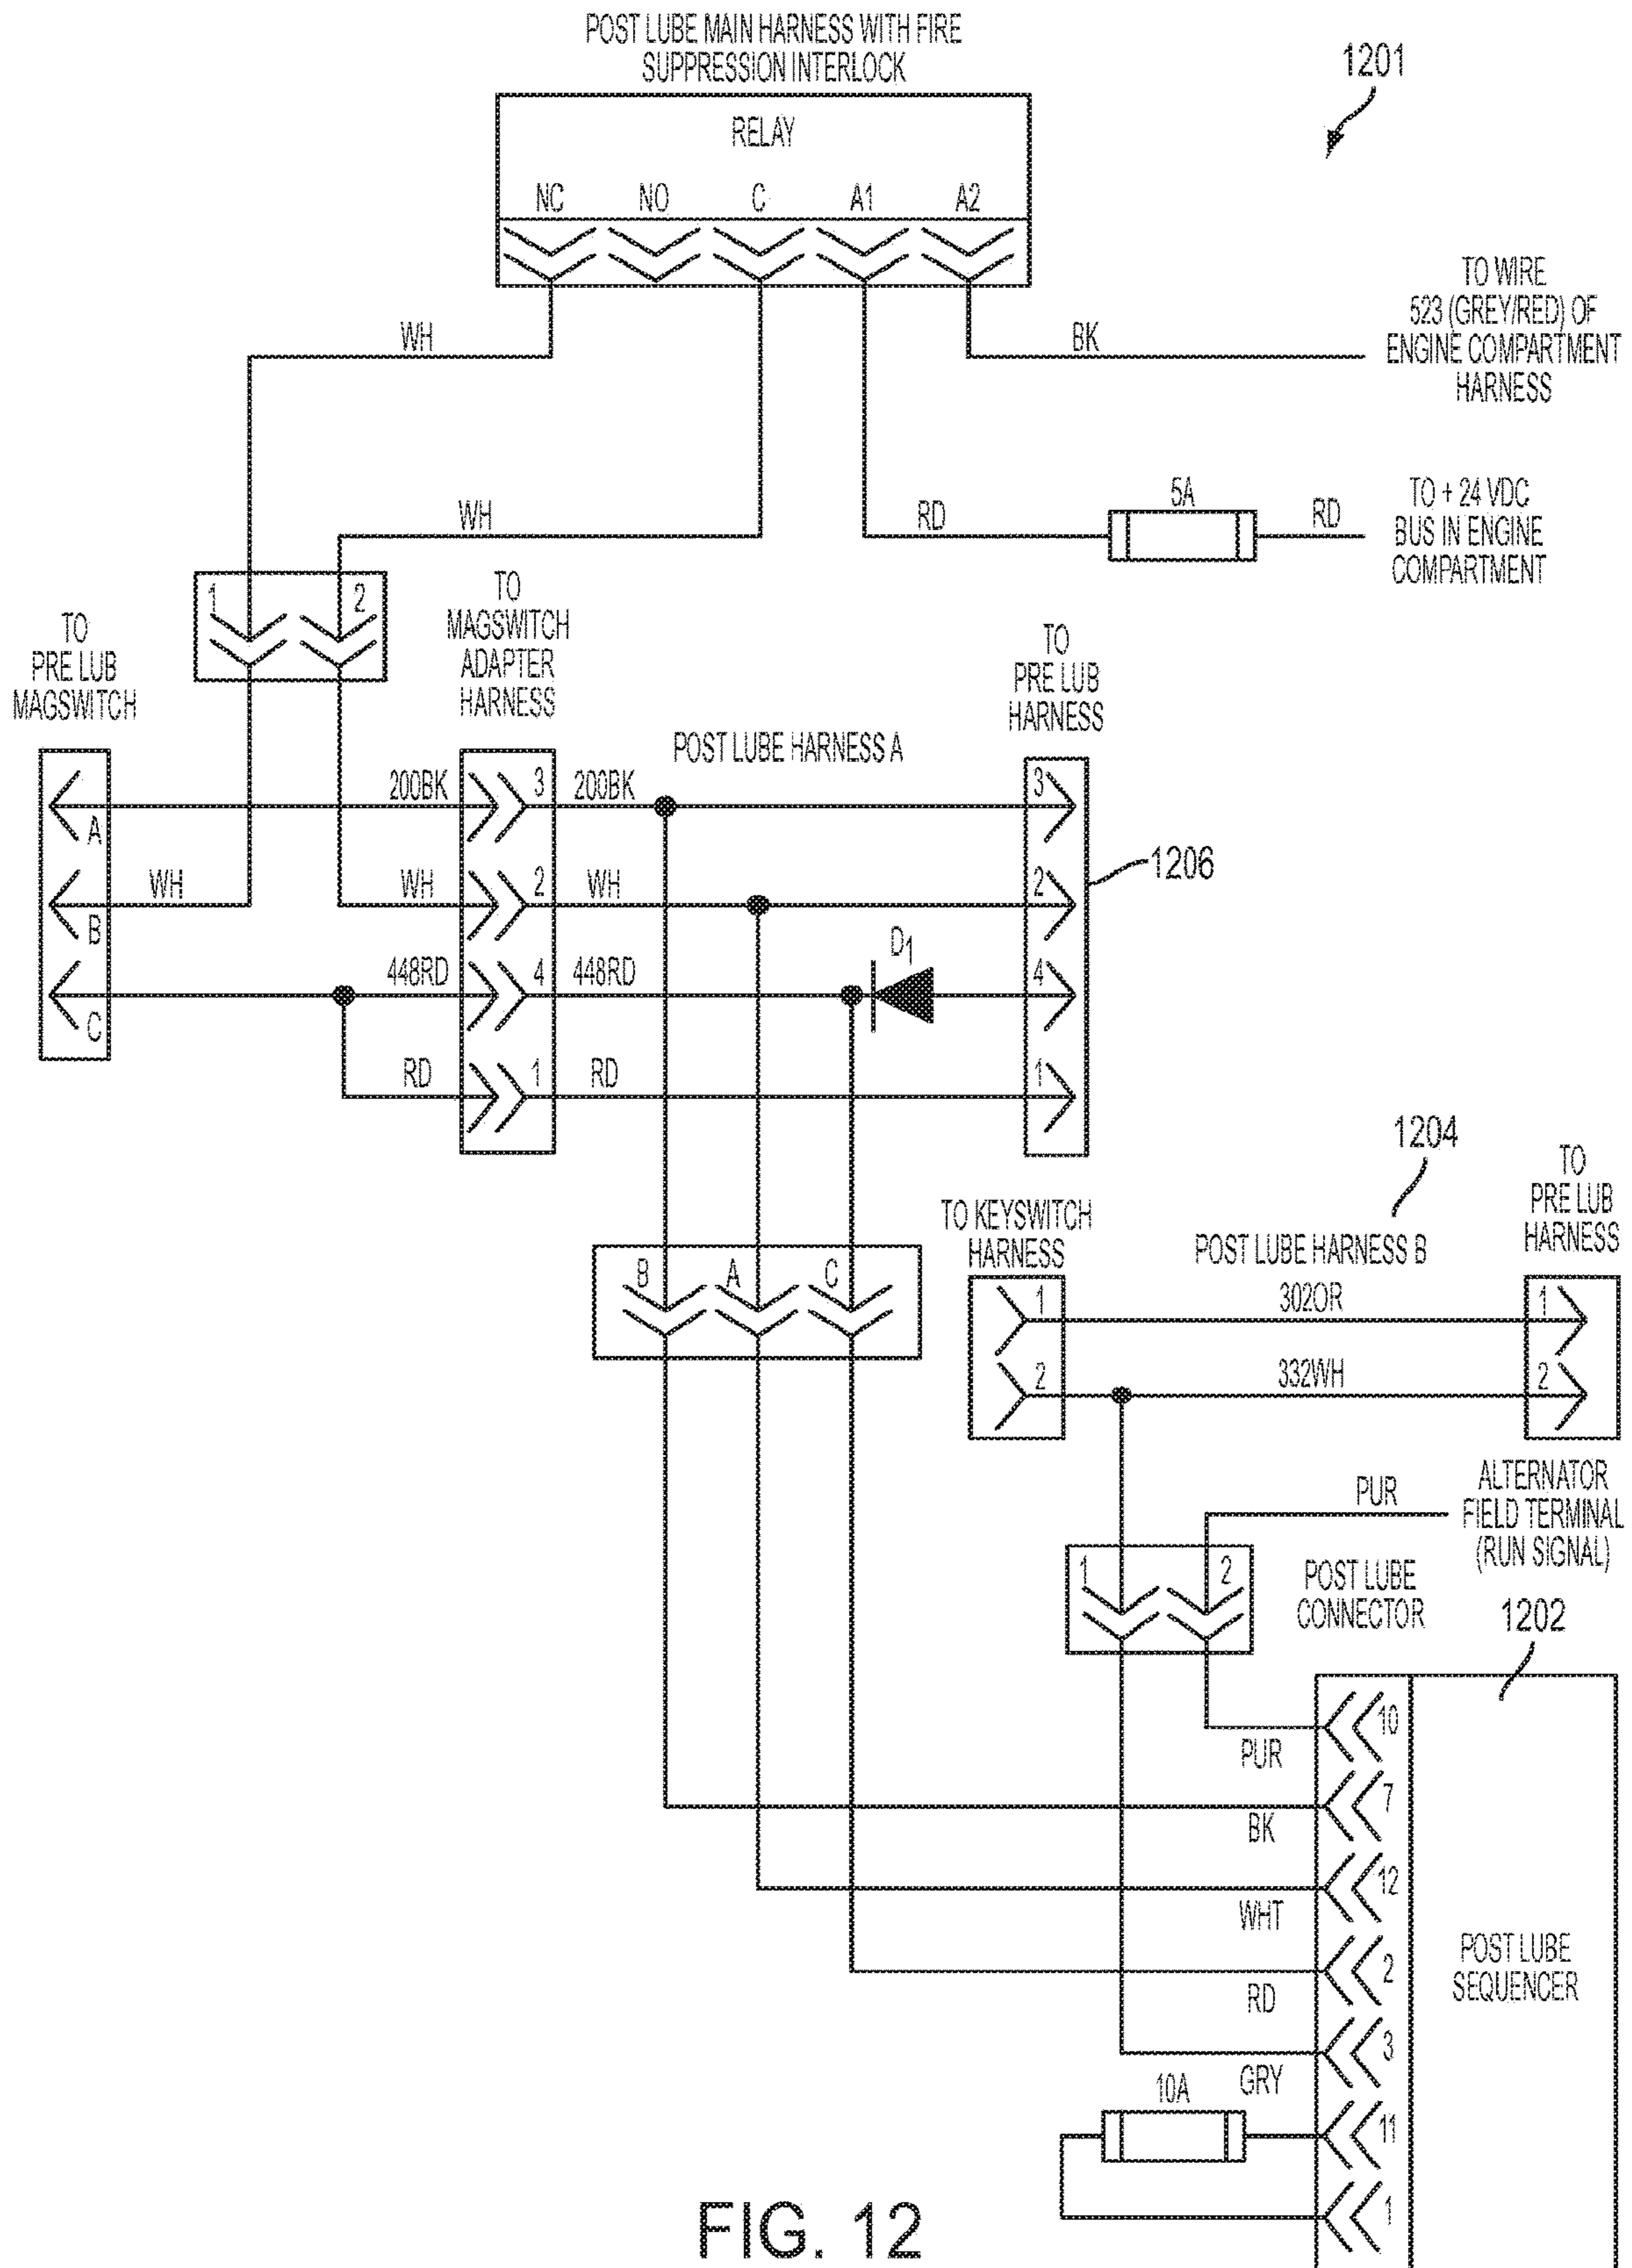 POST LUBE MAIN HARNESS WITH FIRE
SUPPRESSION INTERLOCK
1201
RELAY
NC NO C A1 A2
TO WIRE
523 (GREY/RED) OF
ENGINE COMPARTMENT
HARNESS
WH
BK
WH
RD
5A
RD
TO + 24 VDC
BUS IN ENGINE
COMPARTMENT
1 2
TO
PRE LUB
MAGSWITCH
TO
MAGSWITCH
ADAPTER
HARNESS
TO
PRE LUB
HARNESS
POST LUBE HARNESS A
A
200BK
3
200BK
3
1206
B
WH
WH
2
WH
2
C
448RD
4
448RD
D1
4
RD
1
RD
1
1204
TO KEYSWITCH
HARNESS
POST LUBE HARNESS B
TO
PRE LUB
HARNESS
B A C
1
302OR
1
2
332WH
2
PUR
ALTERNATOR
FIELD TERMINAL
(RUN SIGNAL)
1 2
POST LUBE
CONNECTOR
1202
10
PUR
7
BK
12
WHT
2
RD
POST LUBE
SEQUENCER
3
GRY
10A
11
1
FIG. 12